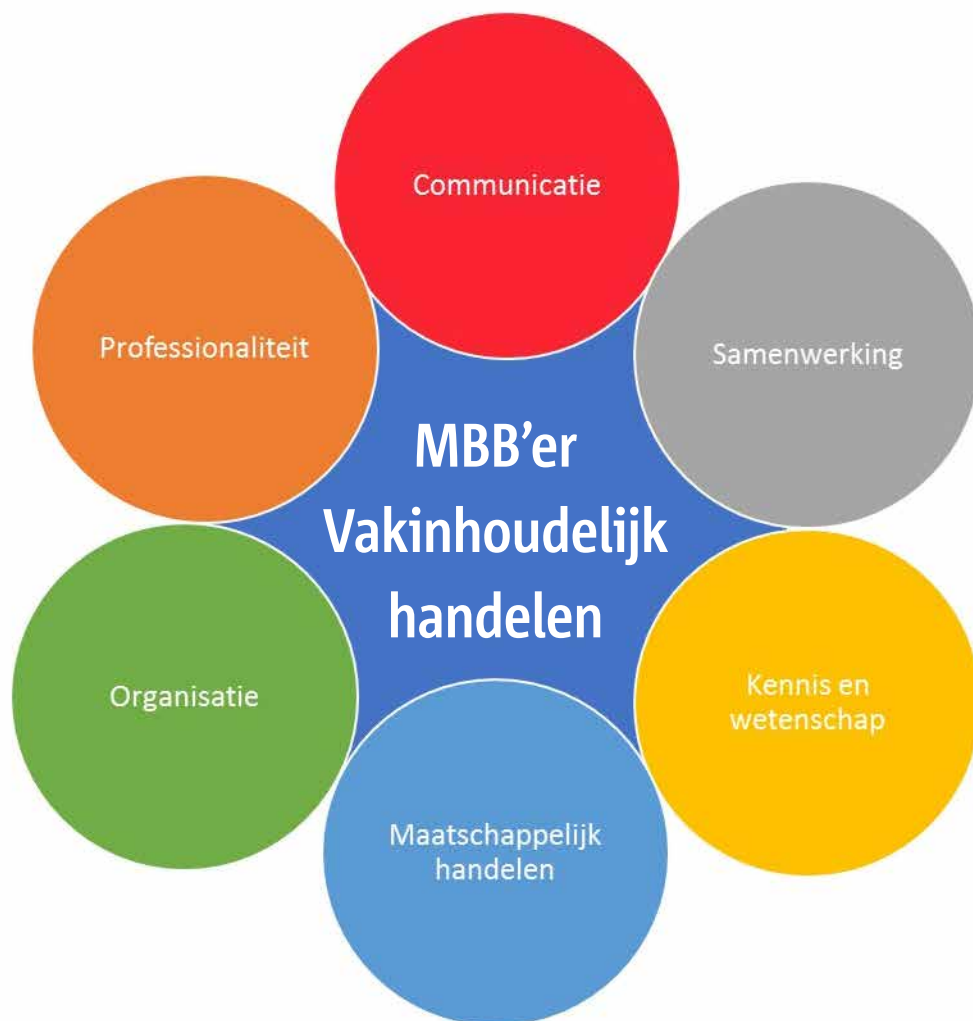 Communicatie
Professionaliteit
Samenwerking
MBB’er
Vakinhoudelijk
handelen
Organisatie
Kennis en
wetenschap
Maatschappelijk
handelen